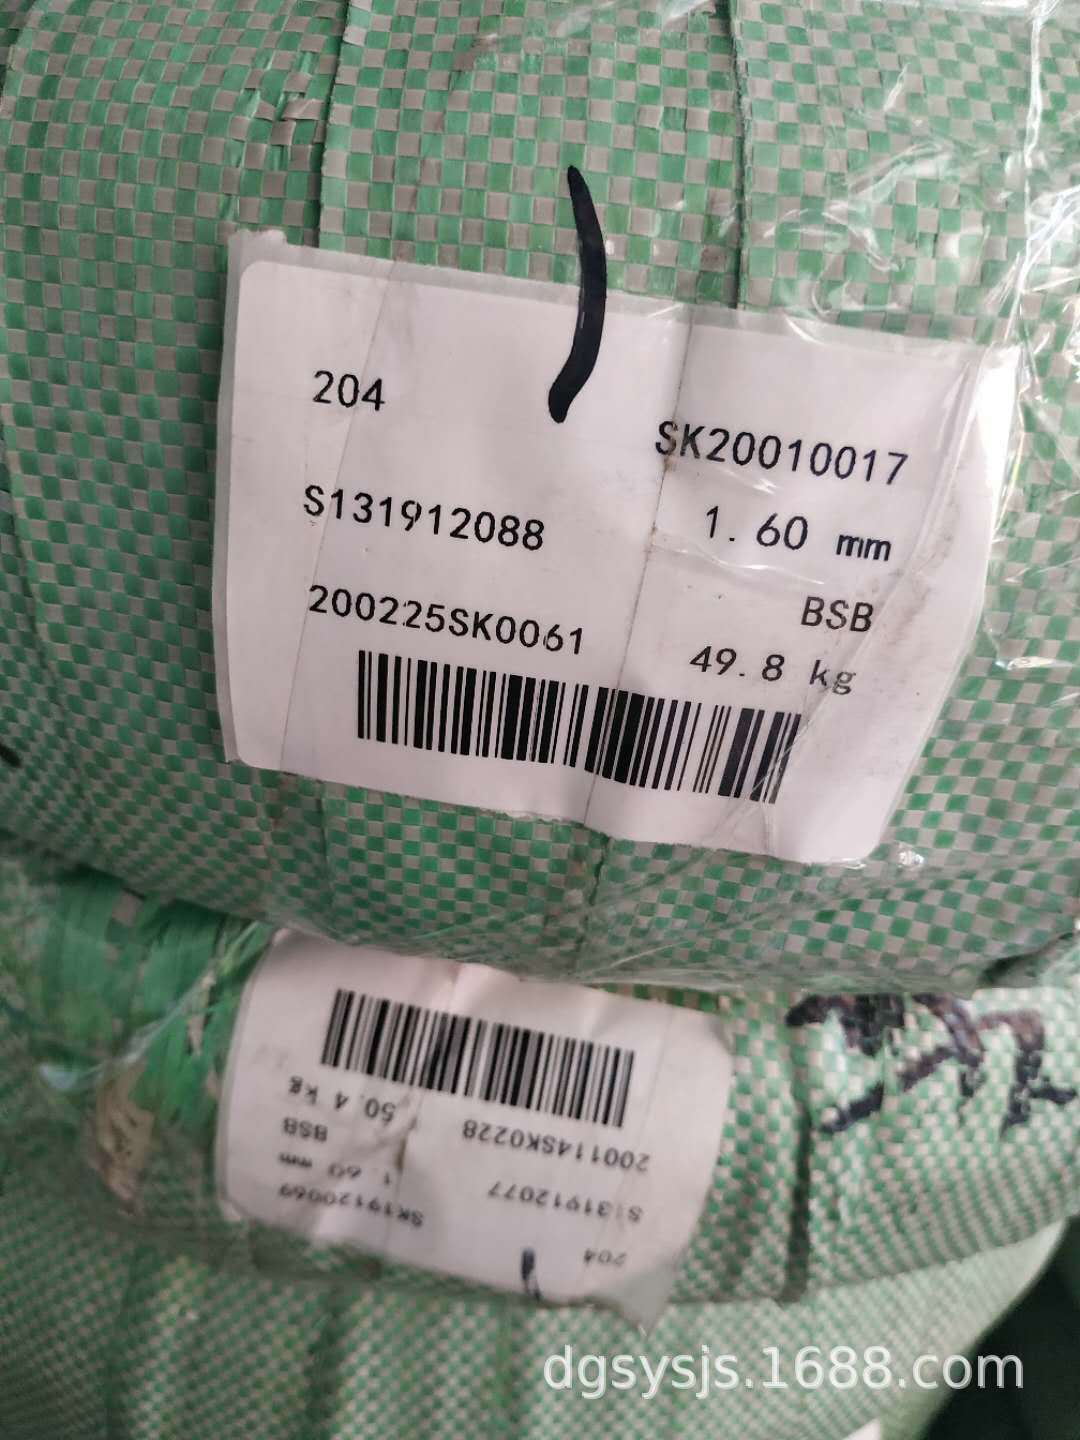 204
SK20010017
S131912088
1.60 mm
BSB
200225SK0061
49.8 kg
204
SK19120069
S131912077
1.60 mm
BSB
200114SK0228
50.4 kg
dgsysjs.1688.com